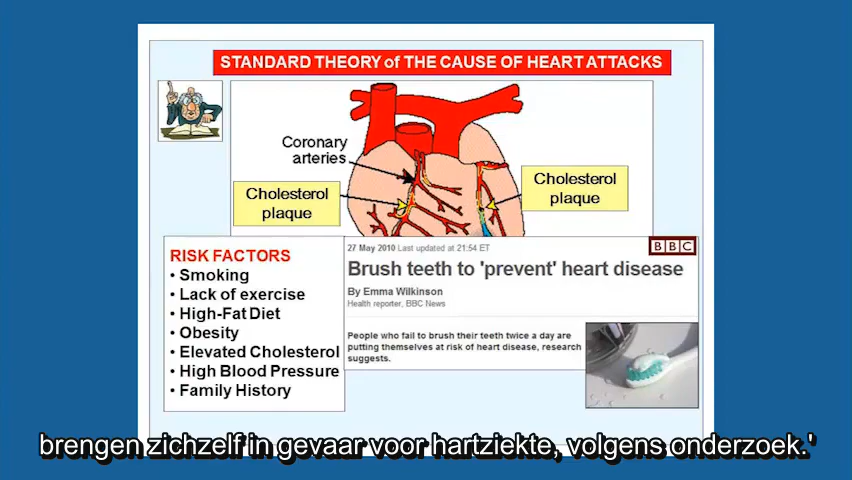 STANDARD THEORY of THE CAUSE OF HEART ATTACKS
Coronary
arteries
Cholesterol
plaque
Cholesterol
plaque
RISK FACTORS
• Smoking
• Lack of exercise
• High-Fat Diet
• Obesity
• Elevated Cholesterol
• High Blood Pressure
• Family History
BBC
27 May 2010 Last updated at 21:54 ET
Brush teeth to 'prevent' heart disease
By Emma Wilkinson
Health reporter, BBC News
People who fail to brush their teeth twice a day are
putting themselves at risk of heart disease, research
suggests.
brengen zichzelf in gevaar voor hartziekte, volgens onderzoek.'